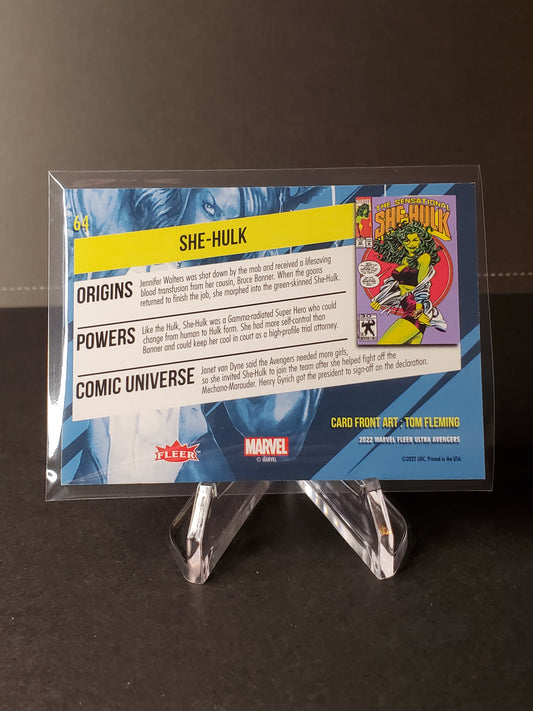 64
SHE-HULK
ORIGINS
Jennifer Walters was shot down by the mob and received a lifesaving
blood transfusion from her cousin, Bruce Banner. When the goons
returned to finish the job, she morphed into the green-skinned She-Hulk.
POWERS
Like the Hulk, She-Hulk was a Gamma-radiated Super Hero who could
change from human to Hulk form. She had more self-control than
Banner and could keep her cool in court as a high-profile trial attorney.
COMIC UNIVERSE
Janet van Dyne said the Avengers needed more girls,
so she invited She-Hulk to join the team after she helped fight off the
Mechano-Marauder. Henry Gyrich got the president to sign-off on the declaration.
THE SENSATIONAL
SHE-HULK
CARD FRONT ART : TOM FLEMING
2022 MARVEL FLEER ULTRA AVENGERS
FLEER
MARVEL
© MARVEL
©2022 UDC. Printed in the USA.